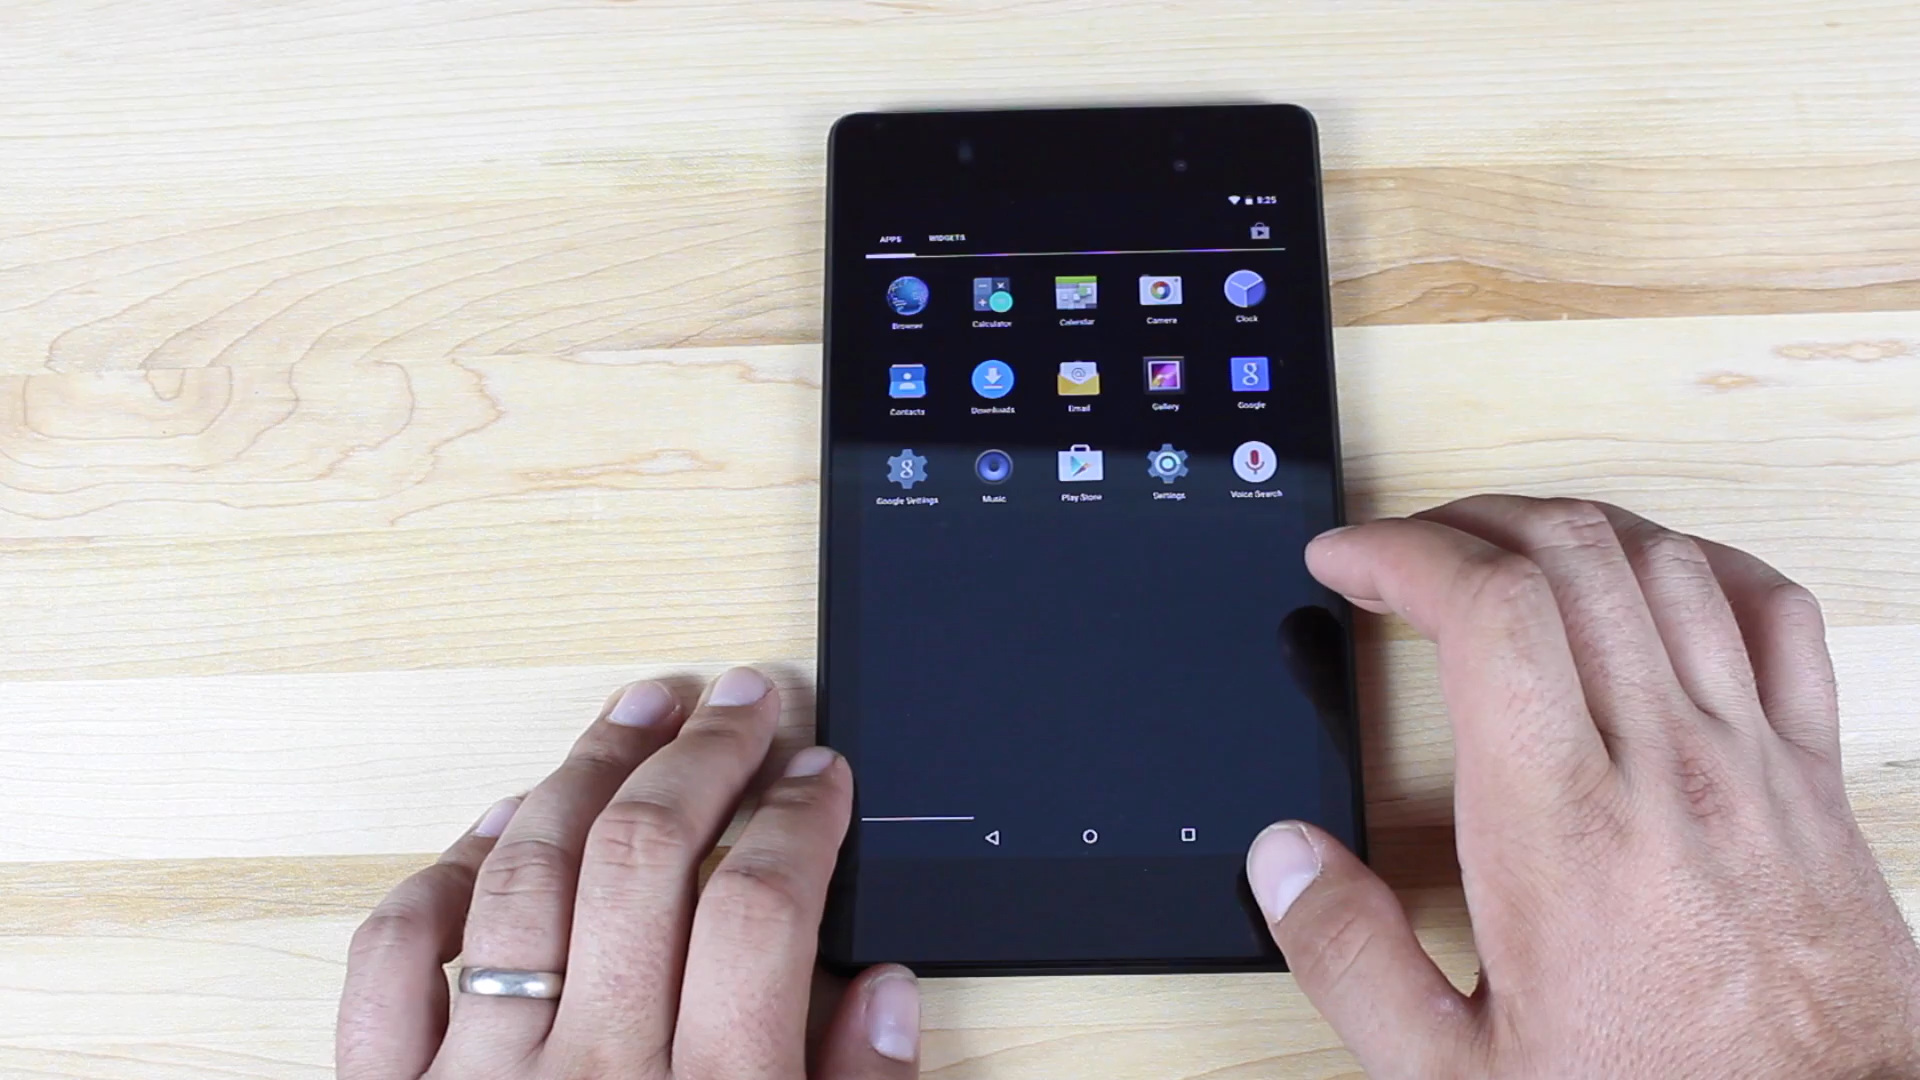 8:25
APPS WIDGETS
Browser Calculator Calendar Camera Clock
Contacts Downloads Email Gallery Google
Google Settings Music Play Store Settings Voice Search